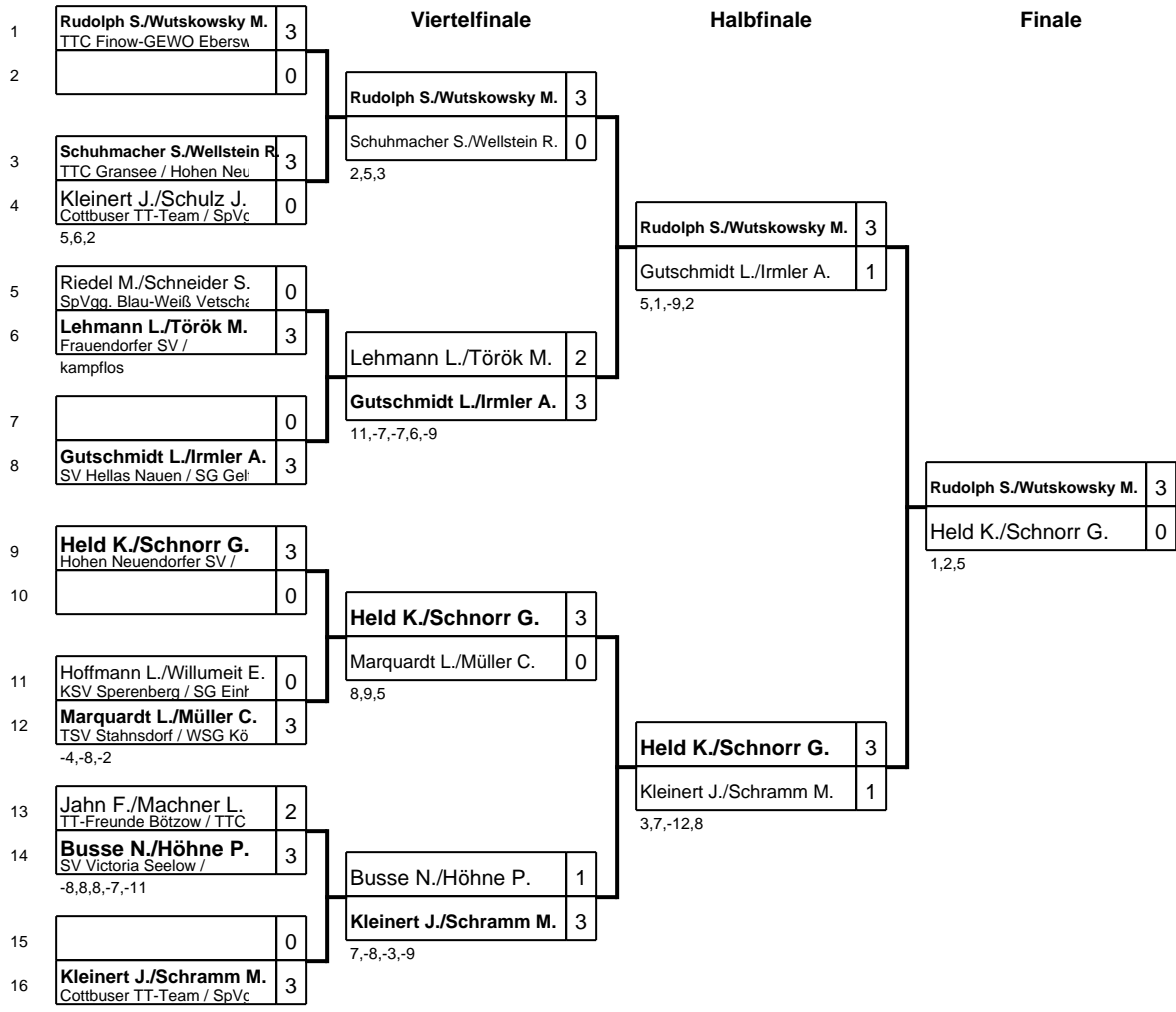 Viertelfinale
Halbfinale
Finale
1
Rudolph S./Wutskowsky M.
3
TTC Finow-GEWO Ebersw
2
0
3
Schuhmacher S./Wellstein R.
3
TTC Gransee / Hohen Neu
4
Kleinert J./Schulz J.
0
Cottbuser TT-Team / SpVg
5,6,2
5
Riedel M./Schneider S.
0
SpVgg. Blau-Weiß Vetscha
6
Lehmann L./Török M.
3
Frauendorfer SV /
kampflos
7
0
8
Gutschmidt L./Irmler A.
3
SV Hellas Nauen / SG Gelt
9
Held K./Schnorr G.
3
Hohen Neuendorfer SV /
10
0
11
Hoffmann L./Willumeit E.
0
KSV Sperenberg / SG Einh
12
Marquardt L./Müller C.
3
TSV Stahnsdorf / WSG Kö
-4,-8,-2
13
Jahn F./Machner L.
2
TT-Freunde Bötzow / TTC
14
Busse N./Höhne P.
3
SV Victoria Seelow /
-8,8,8,-7,-11
15
0
16
Kleinert J./Schramm M.
3
Cottbuser TT-Team / SpVg
Rudolph S./Wutskowsky M. 3
Schuhmacher S./Wellstein R. 0
2,5,3
Lehmann L./Török M. 2
Gutschmidt L./Irmler A. 3
11,-7,-7,6,-9
Held K./Schnorr G. 3
Marquardt L./Müller C. 0
8,9,5
Busse N./Höhne P. 1
Kleinert J./Schramm M. 3
7,-8,-3,-9
Rudolph S./Wutskowsky M. 3
Gutschmidt L./Irmler A. 1
5,1,-9,2
Held K./Schnorr G. 3
Kleinert J./Schramm M. 1
3,7,-12,8
Rudolph S./Wutskowsky M. 3
Held K./Schnorr G. 0
1,2,5